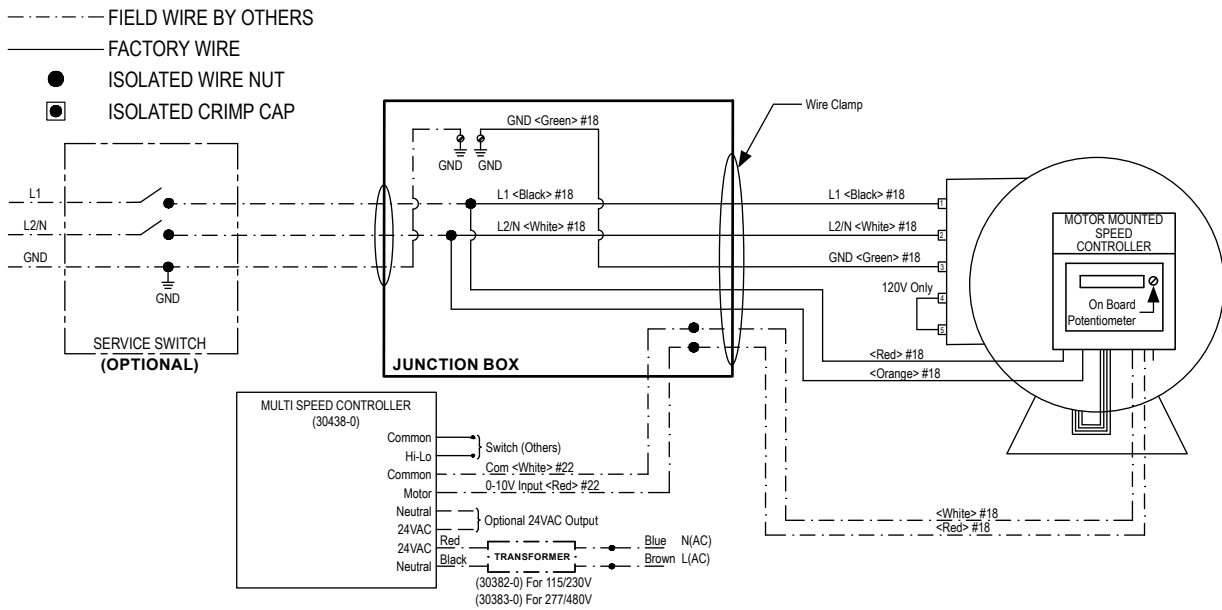 FIELD WIRE BY OTHERS
FACTORY WIRE
ISOLATED WIRE NUT
ISOLATED CRIMP CAP
Wire Clamp
GND <Green> #18
GND
GND
L1
L1 <Black> #18
L1 <Black> #18
1
L2/N
L2/N <White> #18
L2/N <White> #18
2
GND
GND <Green> #18
3
GND
120V Only
4
5
MOTOR MOUNTED
SPEED
CONTROLLER
On Board
Potentiometer
SERVICE SWITCH
(OPTIONAL)
JUNCTION BOX
<Red> #18
<Orange> #18
MULTI SPEED CONTROLLER
(30438-0)
Common
Hi-Lo
Switch (Others)
Common
Com <White> #22
Motor
0-10V Input <Red> #22
Neutral
24VAC
Optional 24VAC Output
24VAC
Red
Blue N(AC)
Neutral
Black
TRANSFORMER
Brown L(AC)
(30382-0) For 115/230V
(30383-0) For 277/480V
<White> #18
<Red> #18